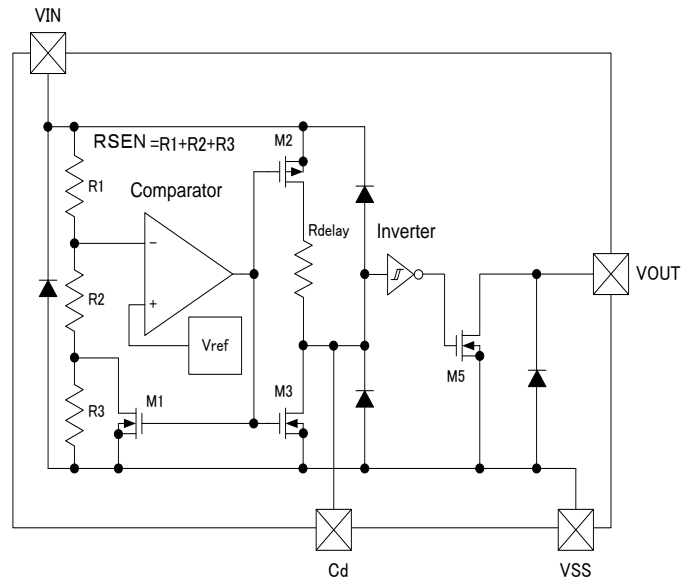 VIN
RSEN =R1+R2+R3
M2
R1
Comparator
Rdelay
Inverter
−
VOUT
R2
+
Vref
M5
R3
M1
M3
Cd
VSS